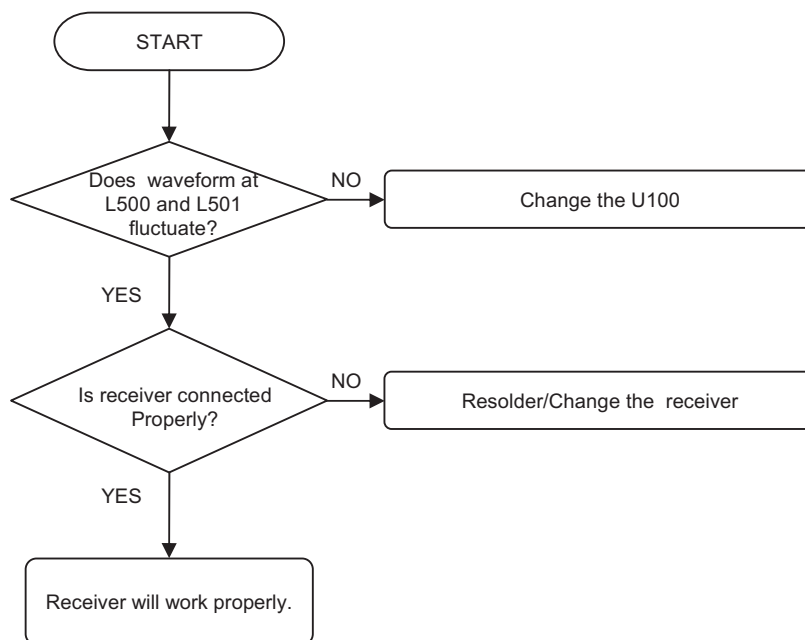 START
Does waveform at
L500 and L501
fluctuate?
NO
Change the U100
YES
Is receiver connected
Properly?
NO
Resolder/Change the receiver
YES
Receiver will work properly.